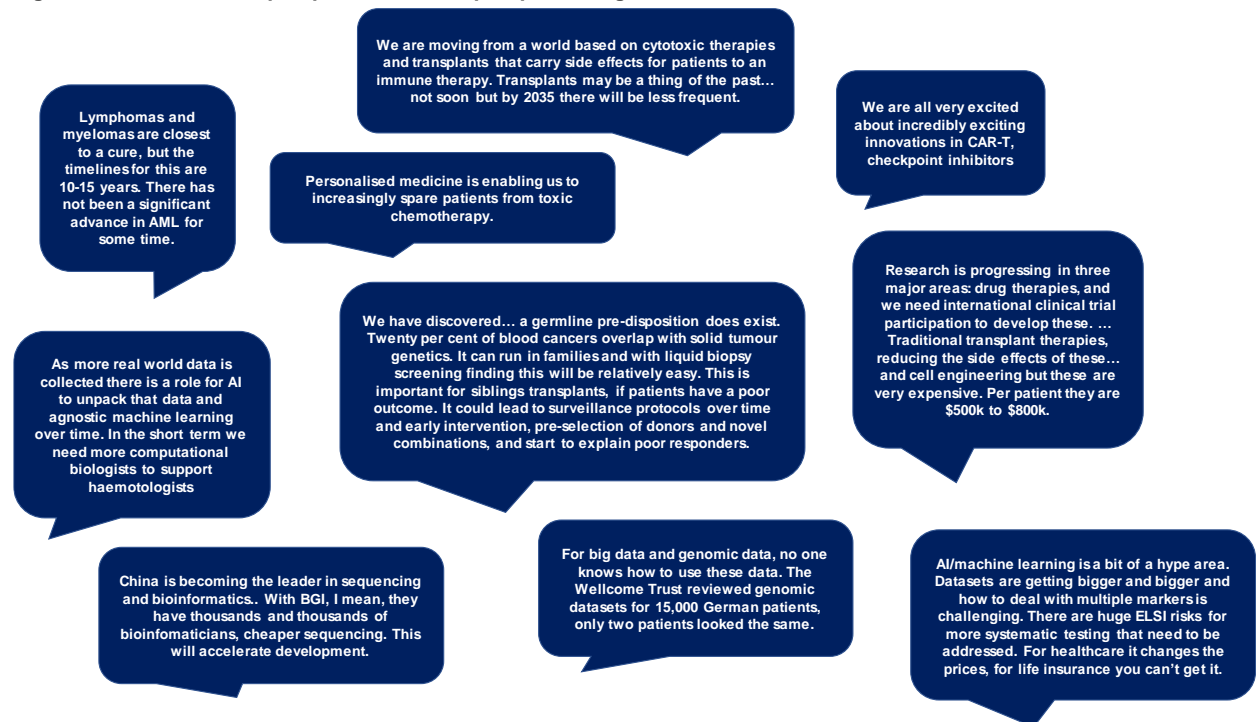 We are moving from a world based on cytotoxic therapies
and transplants that carry side effects for patients to an
immune therapy. Transplants may be a thing of the past…
not soon but by 2035 there will be less frequent.
We are all very excited
about incredibly exciting
innovations in CAR-T,
checkpoint inhibitors
Lymphomas and
myelomas are closest
to a cure, but the
timelines for this are
10-15 years. There has
not been a significant
advance in AML for
some time.
Personalised medicine is enabling us to
increasingly spare patients from toxic
chemotherapy.
Research is progressing in three
major areas: drug therapies, and
we need international clinical trial
participation to develop these. …
Traditional transplant therapies,
reducing the side effects of these…
and cell engineering but these are
very expensive. Per patient they are
$500k to $800k.
We have discovered… a germline pre-disposition does exist.
Twenty per cent of blood cancers overlap with solid tumour
genetics. It can run in families and with liquid biopsy
screening finding this will be relatively easy. This is
important for siblings transplants, if patients have a poor
outcome. It could lead to surveillance protocols over time
and early intervention, pre-selection of donors and novel
combinations, and start to explain poor responders.
As more real world data is
collected there is a role for AI
to unpack that data and
agnostic machine learning
over time. In the short term we
need more computational
biologists to support
haemotologists
China is becoming the leader in sequencing
and bioinformatics.. With BGI, I mean, they
have thousands and thousands of
bioinfomaticians, cheaper sequencing. This
will accelerate development.
For big data and genomic data, no one
knows how to use these data. The
Wellcome Trust reviewed genomic
datasets for 15,000 German patients,
only two patients looked the same.
AI/machine learning is a bit of a hype area.
Datasets are getting bigger and bigger and
how to deal with multiple markers is
challenging. There are huge ELSI risks for
more systematic testing that need to be
addressed. For healthcare it changes the
prices, for life insurance you can't get it.